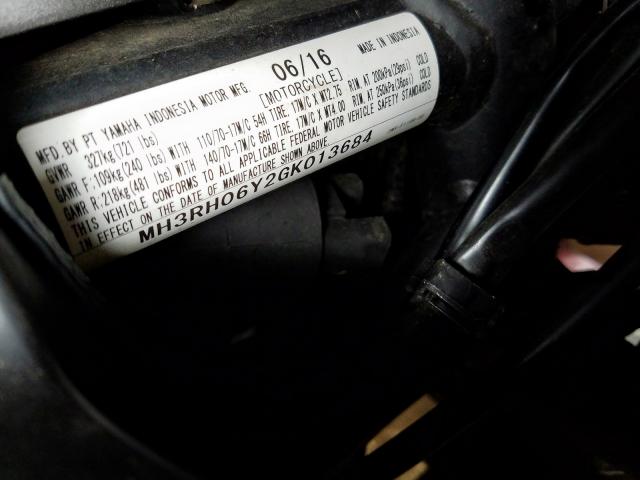 06/16 MADE IN INDONESIA
MFD. BY PT YAMAHA INDONESIA MOTOR MFG. [MOTORCYCLE]
GVWR 327kg(721 lbs)
GAWR F:109kg(240 lbs) WITH 110/70-17M/C 54H TIRE, 17M/C X MT2.75 RIM AT 200kPa(29psi) COLD
GAWR R:218kg(481 lbs) WITH 140/70-17M/C 66H TIRE, 17M/C X MT4.00 RIM AT 250kPa(36psi) COLD
THIS VEHICLE CONFORMS TO ALL APPLICABLE FEDERAL MOTOR VEHICLE SAFETY STANDARDS
IN EFFECT ON THE DATE OF MANUFACTURE SHOWN ABOVE.
MH3RH06Y2GK013684